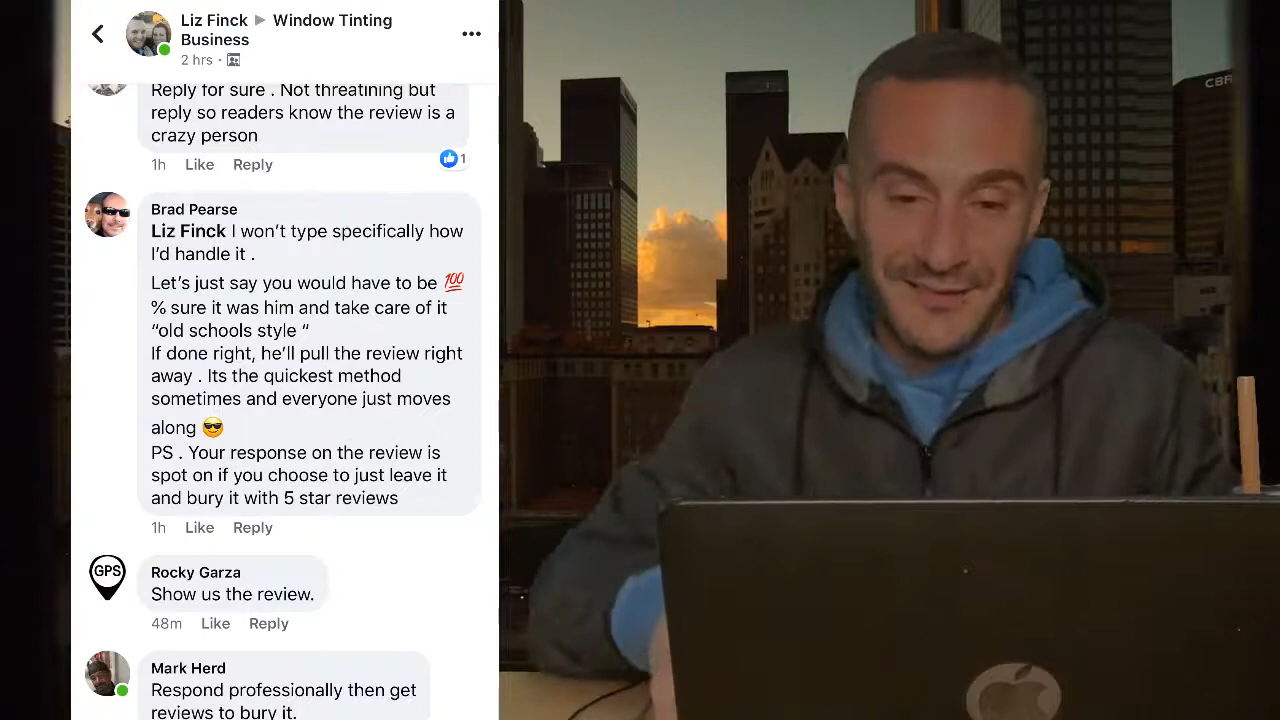 Liz Finck ▶ Window Tinting
Business
2 hrs ·
Reply for sure . Not threatining but
reply so readers know the review is a
crazy person
1h Like Reply
1
Brad Pearse
Liz Finck I won’t type specifically how
I’d handle it .
Let’s just say you would have to be 💯
% sure it was him and take care of it
“old schools style “
If done right, he’ll pull the review right
away . Its the quickest method
sometimes and everyone just moves
along 😎
PS . Your response on the review is
spot on if you choose to just leave it
and bury it with 5 star reviews
1h Like Reply
GPS
Rocky Garza
Show us the review.
48m Like Reply
Mark Herd
Respond professionally then get
reviews to bury it.
CBR